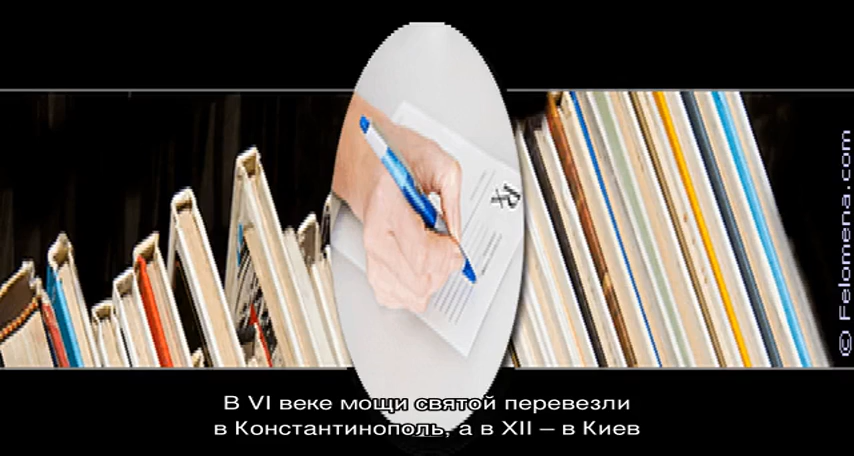 © Felomena.com
В VI веке мощи святой перевезли
в Константинополь, а в XII – в Киев